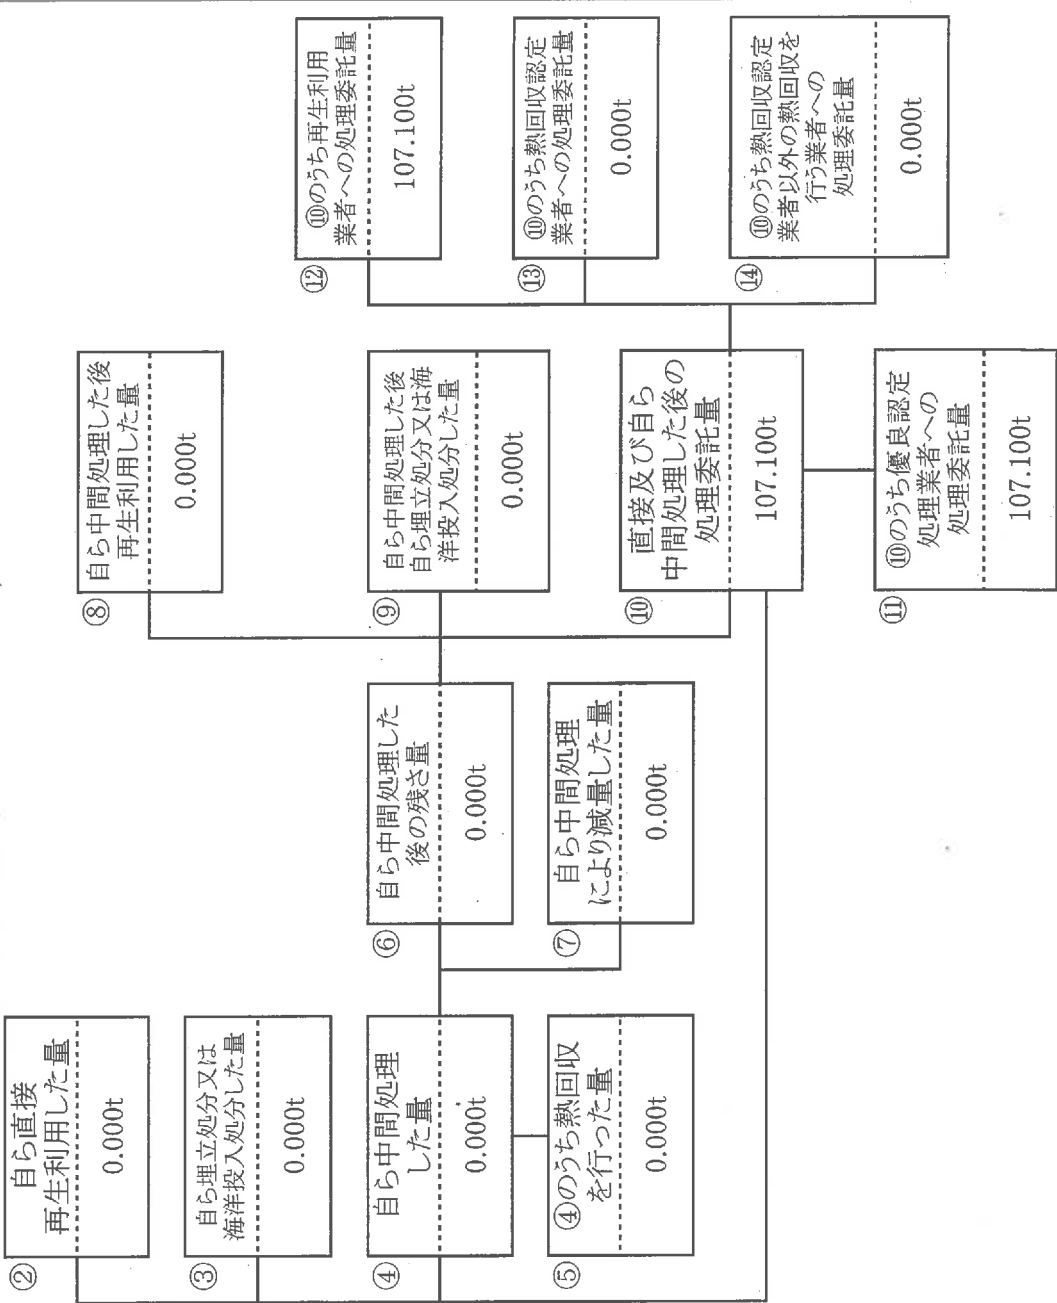 ②
自ら直接
再生利用した量
0.000t
③
自ら埋立処分又は
海洋投入処分した量
0.000t
④
自ら中間処理
した量
0.000t
⑤
④のうち熱回収
を行った量
0.000t
⑥
自ら中間処理した
後の残さ量
0.000t
⑦
自ら中間処理
により減量した量
0.000t
⑧
自ら中間処理した後
再生利用した量
0.000t
⑨
自ら中間処理した後
自ら埋立処分又は海
洋投入処分した量
0.000t
⑩
直接及び自ら
中間処理した後の
処理委託量
107.100t
⑪
⑩のうち優良認定
処理業者への
処理委託量
107.100t
⑫
⑩のうち再生利用
業者への処理委託量
107.100t
⑬
⑩のうち熱回収認定
業者への処理委託量
0.000t
⑭
⑩のうち熱回収認定
業者以外の熱回収を
行う業者への
処理委託量
0.000t